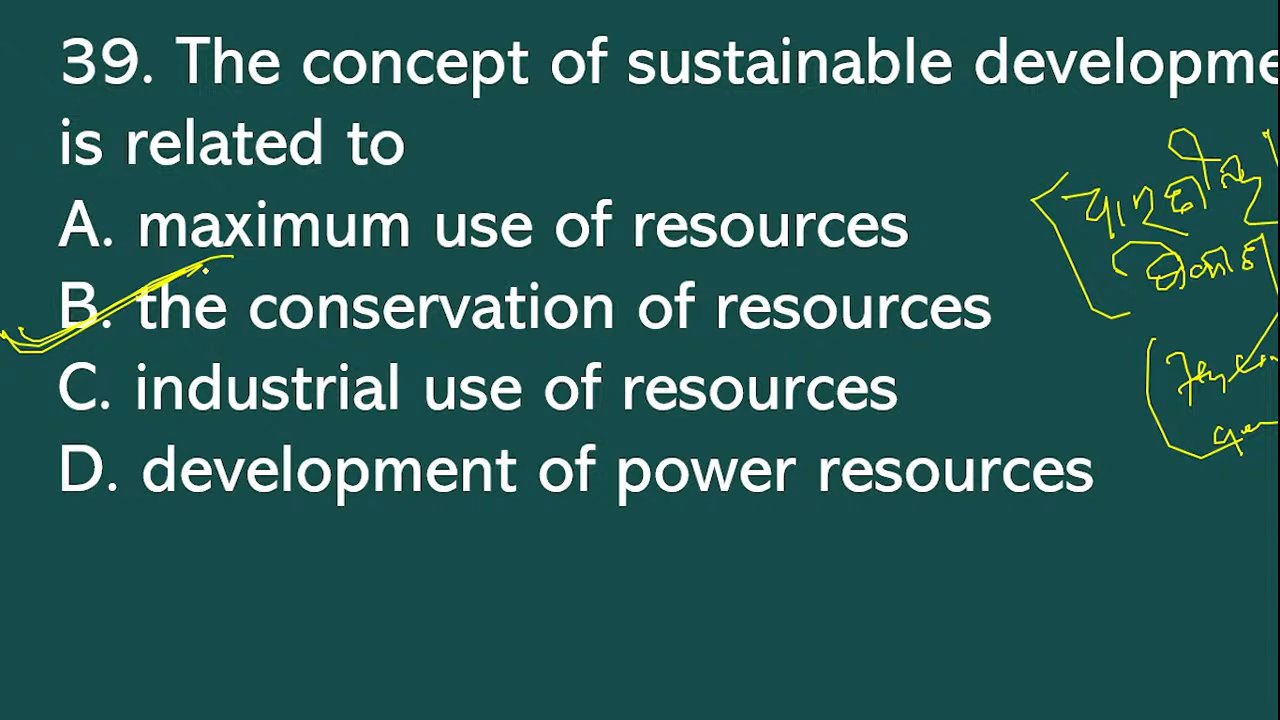 39. The concept of sustainable developme
is related to
A. maximum use of resources
B. the conservation of resources
C. industrial use of resources
D. development of power resources